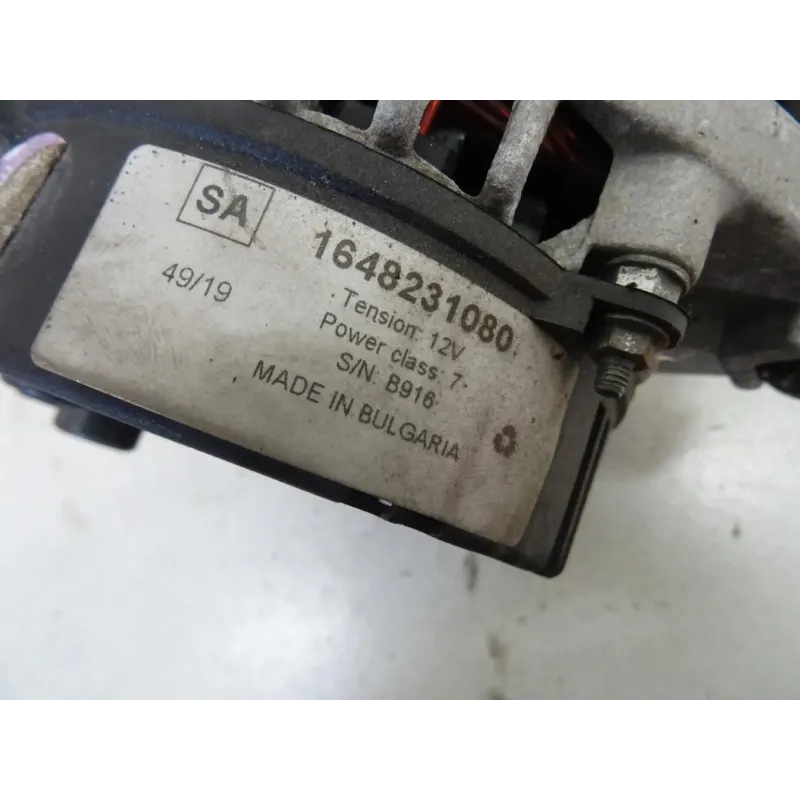 SA
1648231080
49/19
Tension: 12V
Power class: 7
S/N: B916
MADE IN BULGARIA